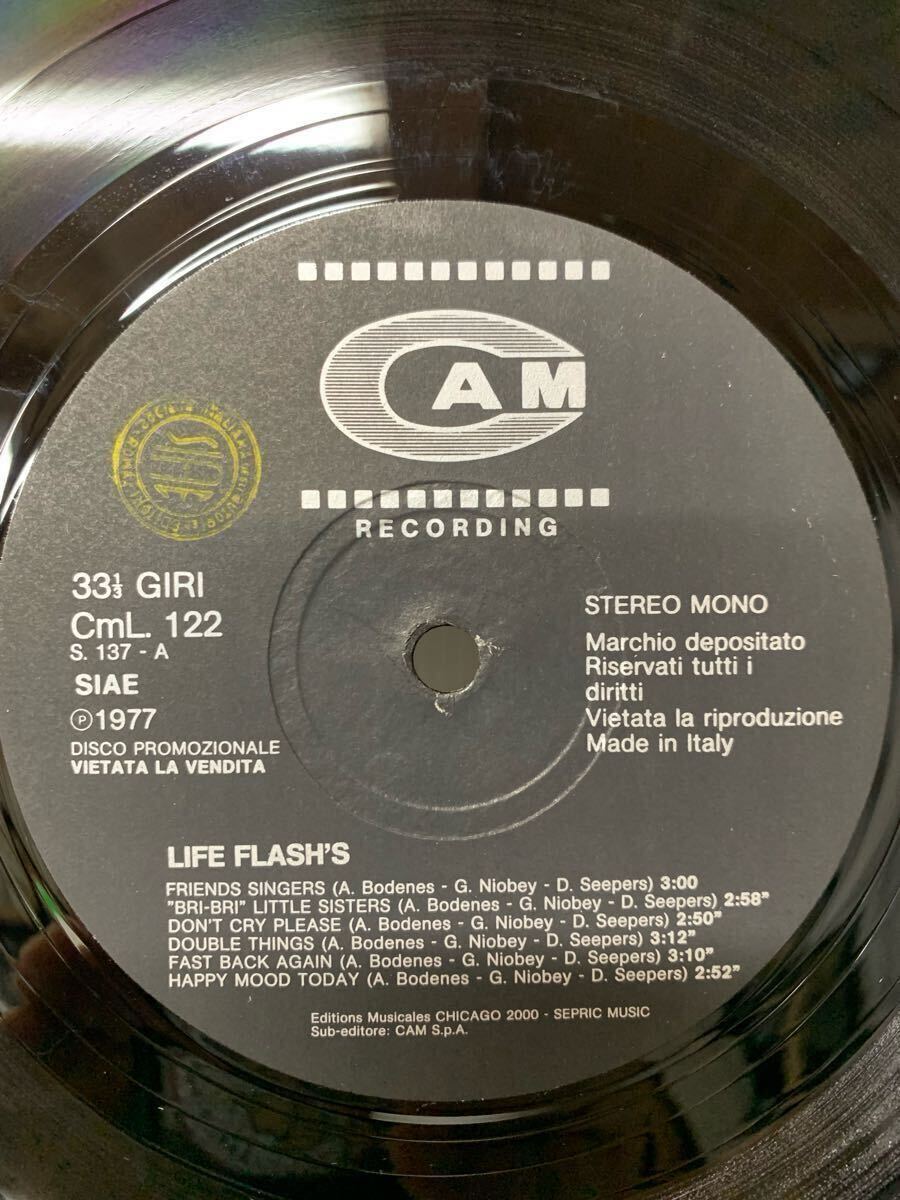 CAM
RECORDING
SIAE
33⅓ GIRI
CmL. 122
S. 137 - A
SIAE
Ⓟ1977
DISCO PROMOZIONALE
VIETATA LA VENDITA
STEREO MONO
Marchio depositato
Riservati tutti i
diritti
Vietata la riproduzione
Made in Italy
LIFE FLASH'S
FRIENDS SINGERS (A. Bodenes - G. Niobey - D. Seepers) 3:00
"BRI-BRI" LITTLE SISTERS (A. Bodenes - G. Niobey - D. Seepers) 2:58"
DON'T CRY PLEASE (A. Bodenes - G. Niobey - D. Seepers) 2:50"
DOUBLE THINGS (A. Bodenes - G. Niobey - D. Seepers) 3:12"
FAST BACK AGAIN (A. Bodenes - G. Niobey - D. Seepers) 3:10"
HAPPY MOOD TODAY (A. Bodenes - G. Niobey - D. Seepers) 2:52"
Editions Musicales CHICAGO 2000 - SEPRIC MUSIC
Sub-editore: CAM S.p.A.